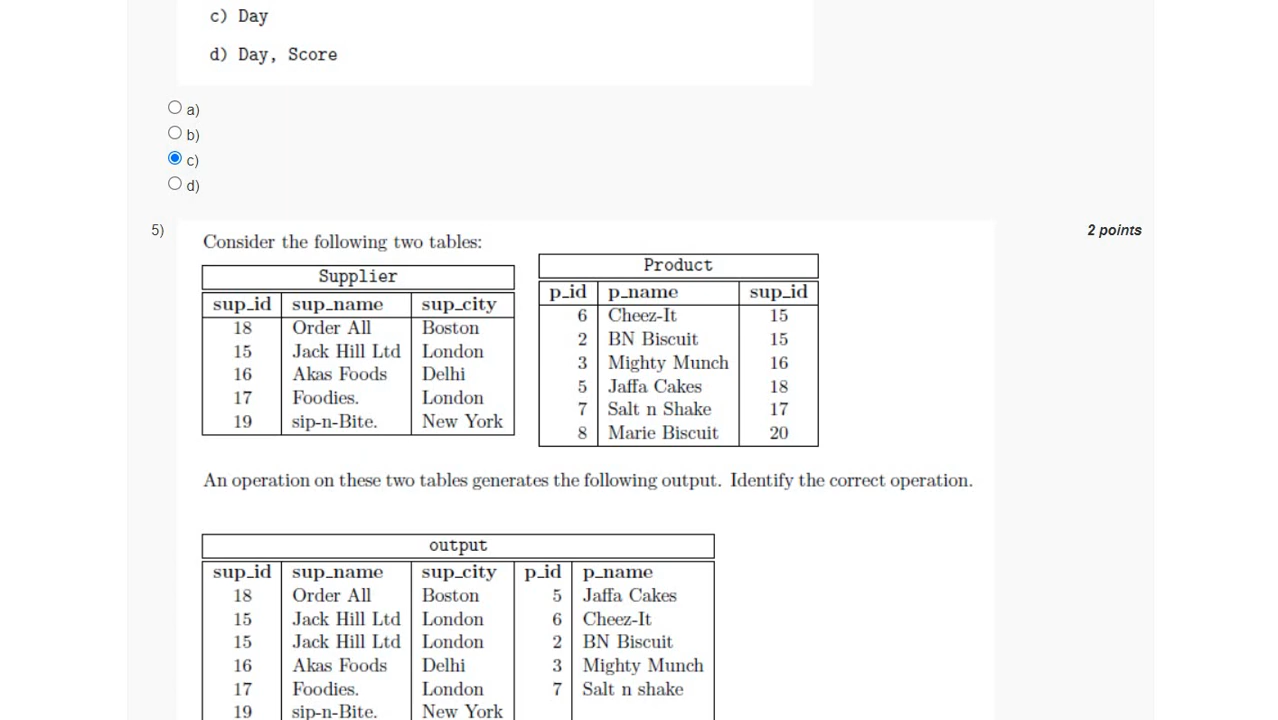 c) Day
d) Day, Score
a)
b)
c)
d)
5)
2 points
Consider the following two tables:
Supplier
sup_id sup_name sup_city
18 Order All Boston
15 Jack Hill Ltd London
16 Akas Foods Delhi
17 Foodies. London
19 sip-n-Bite. New York
Product
p_id p_name sup_id
6 Cheez-It 15
2 BN Biscuit 15
3 Mighty Munch 16
5 Jaffa Cakes 18
7 Salt n Shake 17
8 Marie Biscuit 20
An operation on these two tables generates the following output. Identify the correct operation.
output
sup_id sup_name sup_city p_id p_name
18 Order All Boston 5 Jaffa Cakes
15 Jack Hill Ltd London 6 Cheez-It
15 Jack Hill Ltd London 2 BN Biscuit
16 Akas Foods Delhi 3 Mighty Munch
17 Foodies. London 7 Salt n shake
19 sip-n-Bite. New York